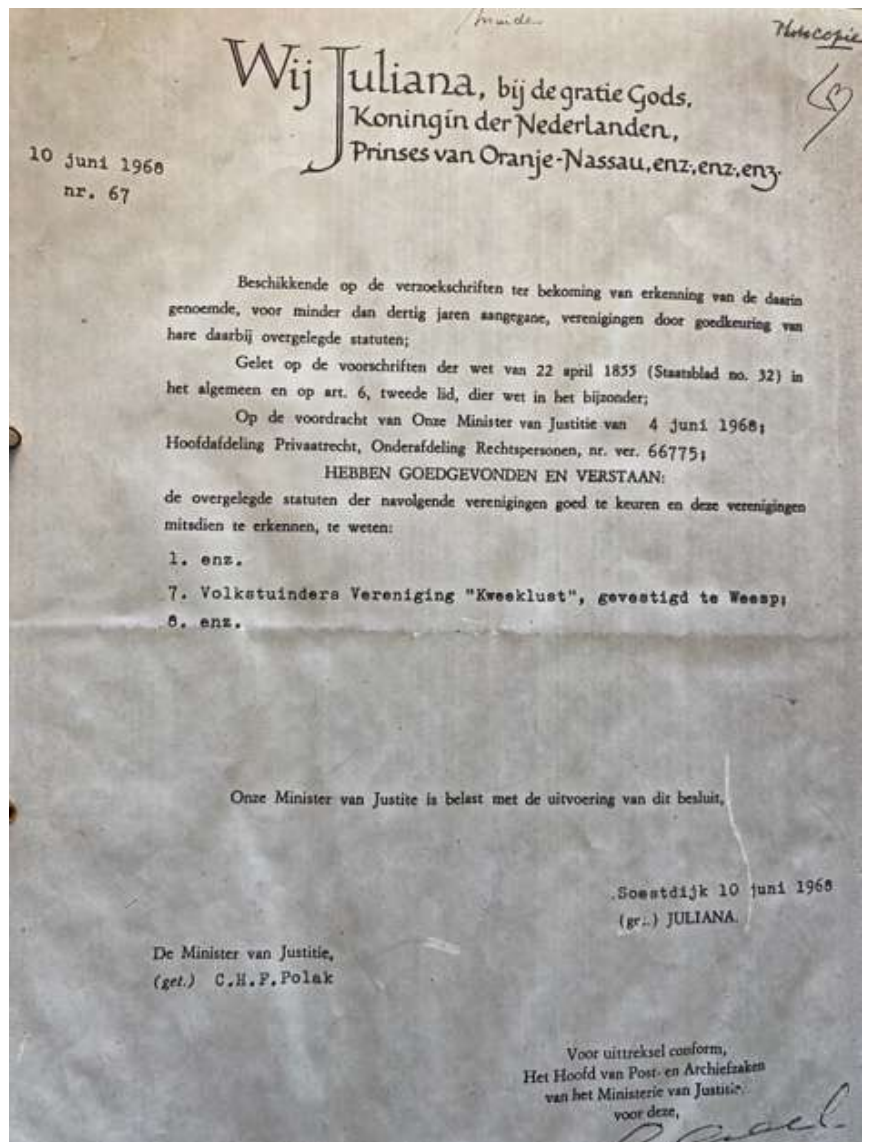 Photocopie
Wij Juliana, bij de gratie Gods,
Koningin der Nederlanden,
Prinses van Oranje-Nassau, enz., enz., enz.
10 juni 1968
nr. 67
Beschikkende op de verzoekschriften ter bekoming van erkenning van de daarin
genoemde, voor minder dan dertig jaren aangegane, verenigingen door goedkeuring van
hare daarbij overgelegde statuten;
Gelet op de voorschriften der wet van 22 april 1855 (Staatsblad no. 32) in
het algemeen en op art. 6, tweede lid, dier wet in het bijzonder;
Op de voordracht van Onze Minister van Justitie van 4 juni 1968;
Hoofdafdeling Privaatrecht, Onderafdeling Rechtspersonen, nr. ver. 66775;
HEBBEN GOEDGEVONDEN EN VERSTAAN:
de overgelegde statuten der navolgende verenigingen goed te keuren en deze verenigingen
mitsdien te erkennen, te weten:
1. enz.
7. Volkstuinders Vereniging "Kweeklust", gevestigd te Weesp;
8. enz.
Onze Minister van Justite is belast met de uitvoering van dit besluit,
Soestdijk 10 juni 1968
(get.) JULIANA.
De Minister van Justitie,
(get.) C.H.F.Polak
Voor uittreksel conform,
Het Hoofd van Post- en Archiefzaken
van het Ministerie van Justitie.
voor deze,